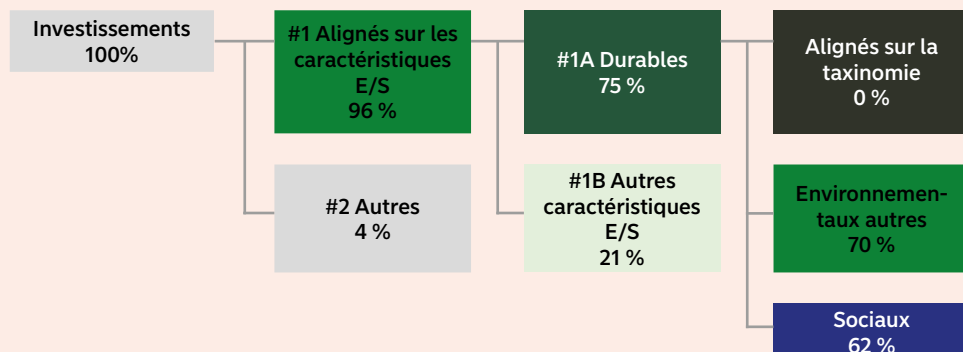 Investissements
100%
#1 Alignés sur les
caractéristiques
E/S
96 %
#1A Durables
75 %
Alignés sur la
taxinomie
0 %
#2 Autres
4 %
#1B Autres
caractéristiques
E/S
21 %
Environnemen-
taux autres
70 %
Sociaux
62 %